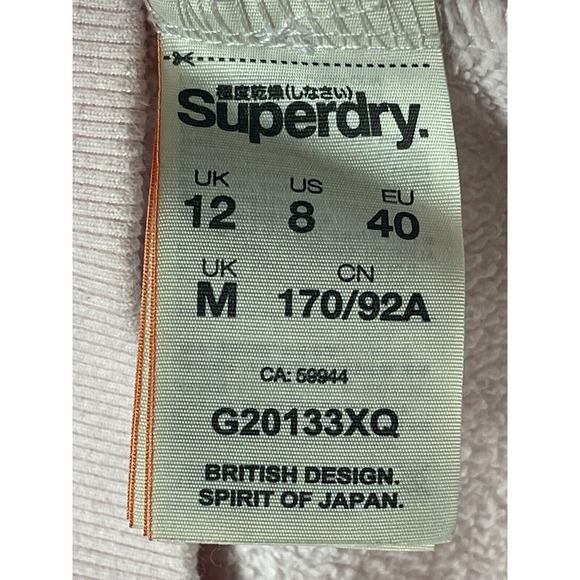 極度乾燥(しなさい)
Superdry.
UK US EU
12 8 40
UK CN
M 170/92A
CA: 59944
G20133XQ
BRITISH DESIGN.
SPIRIT OF JAPAN.